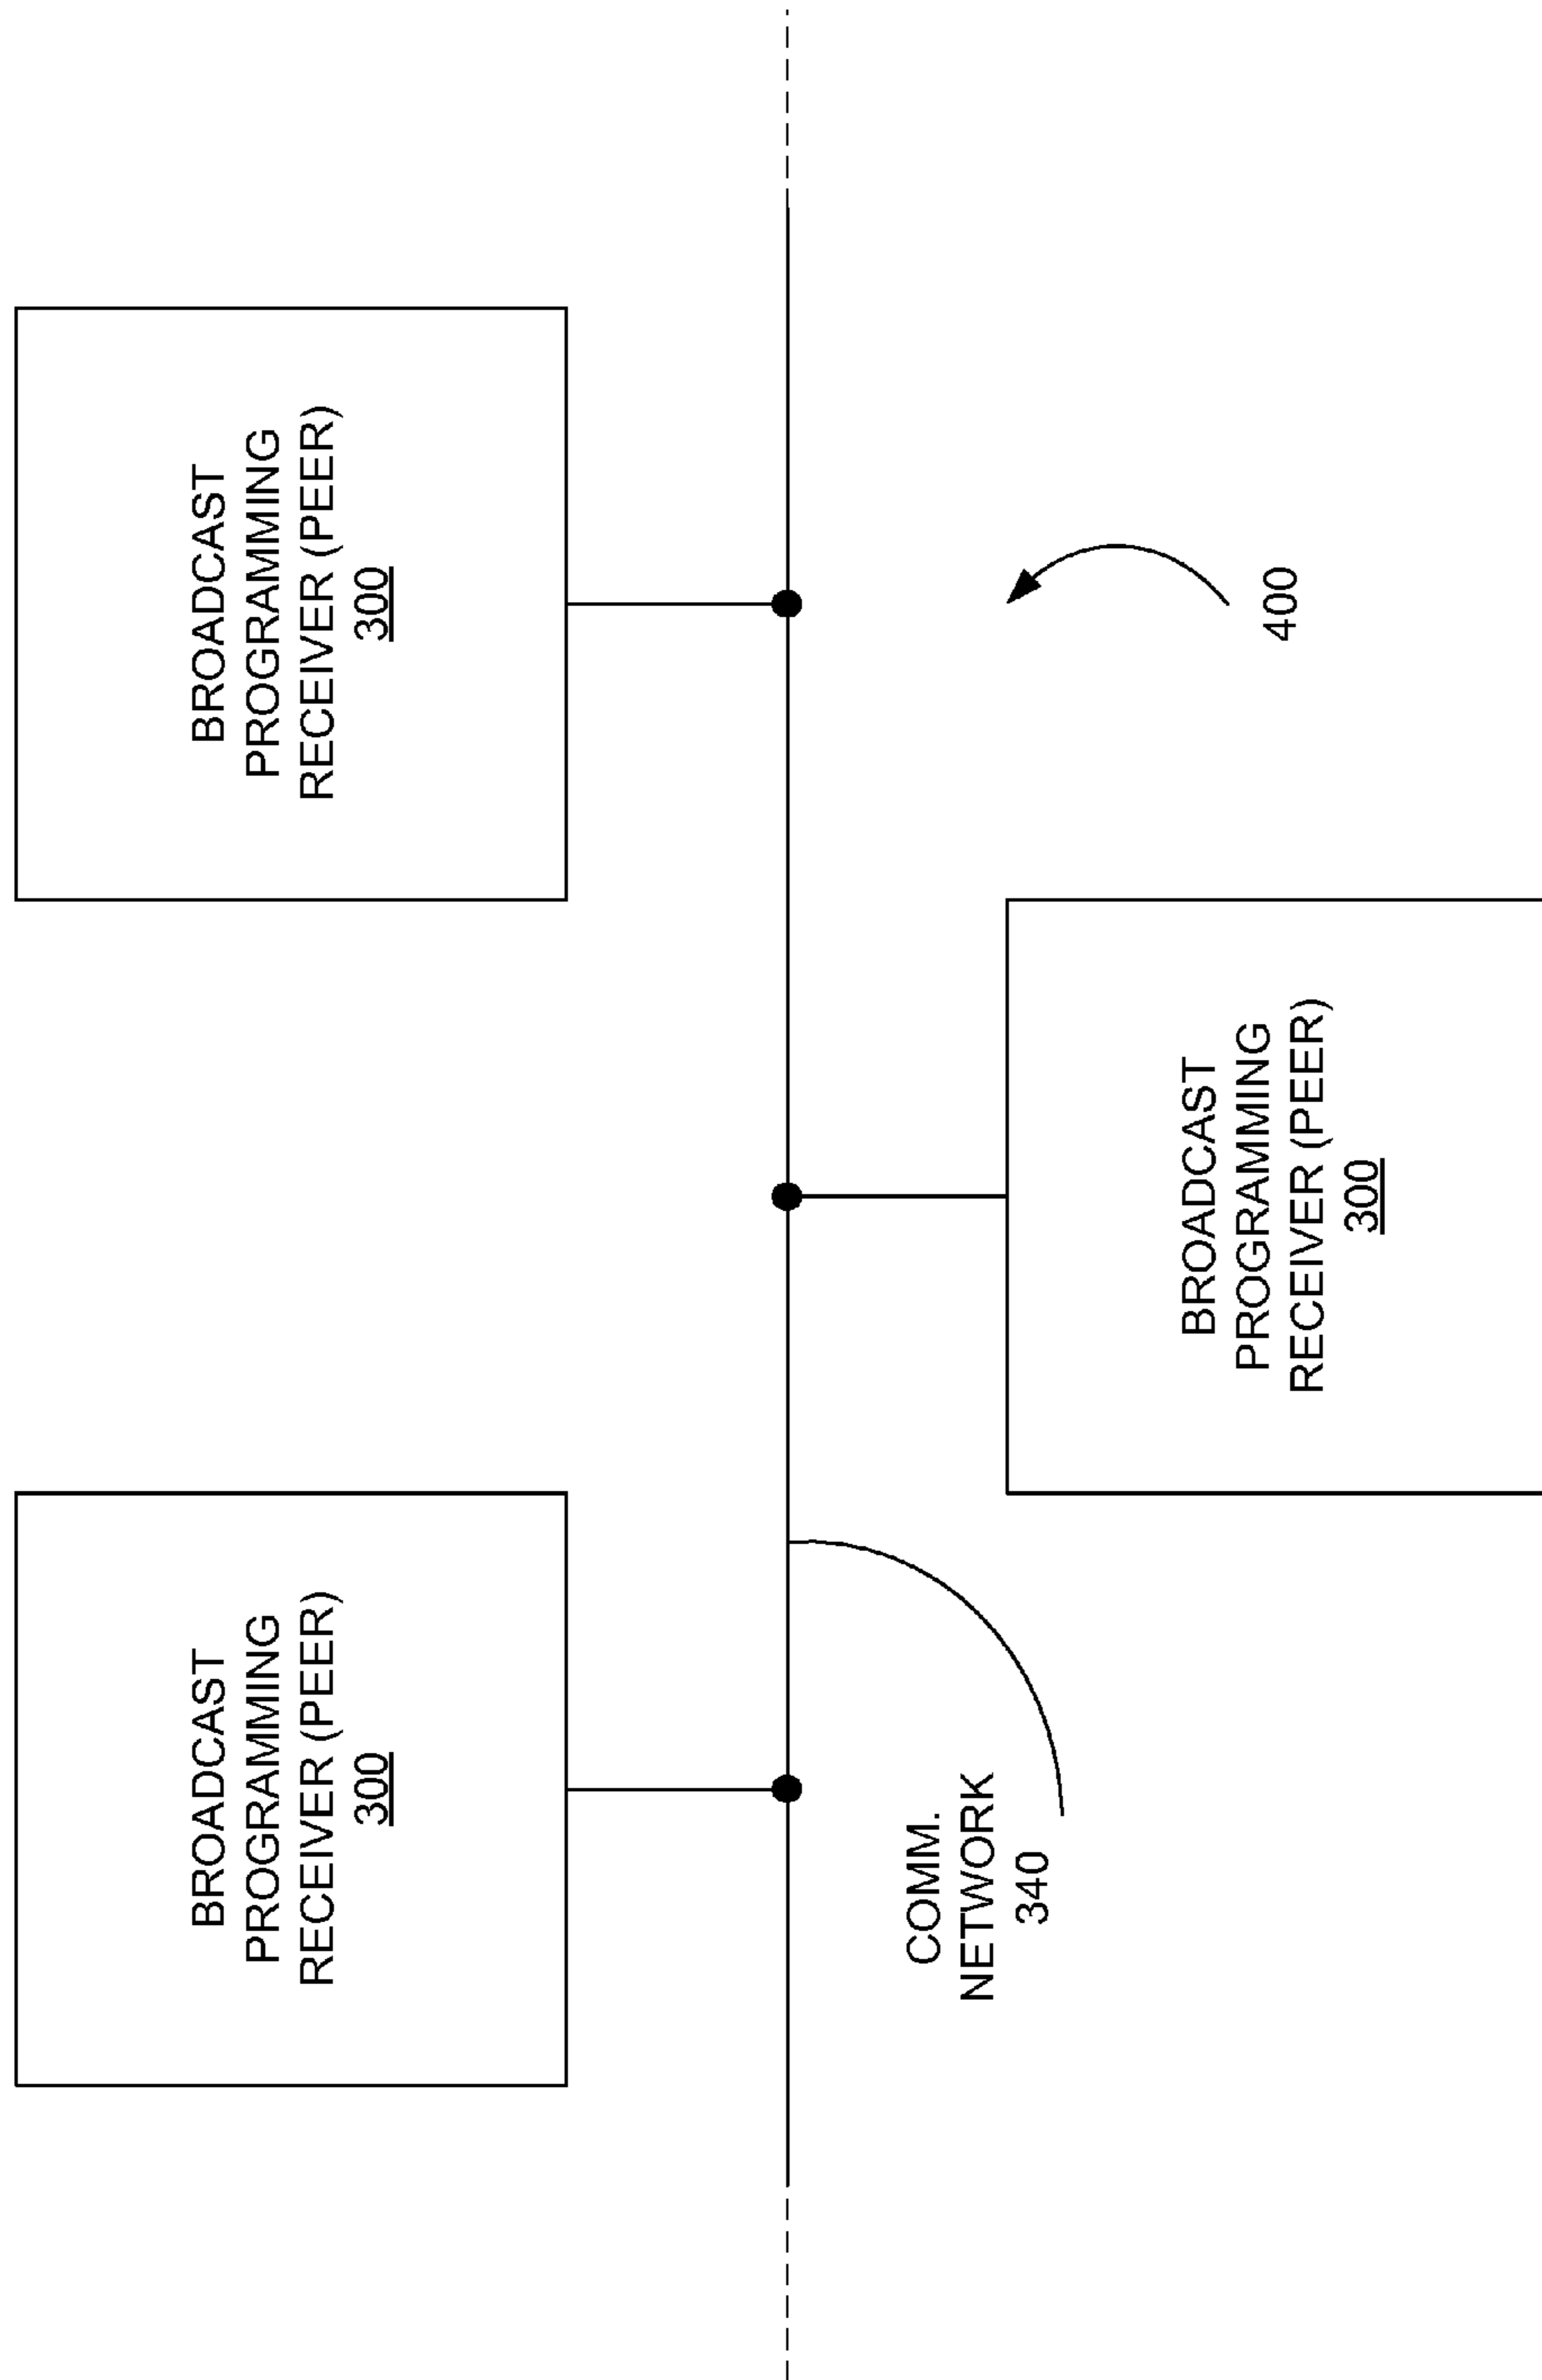 BROADCAST
PROGRAMMING
RECEIVER (PEER)
300
BROADCAST
PROGRAMMING
RECEIVER (PEER)
300
COMM.
NETWORK
340
BROADCAST
PROGRAMMING
RECEIVER (PEER)
300
400